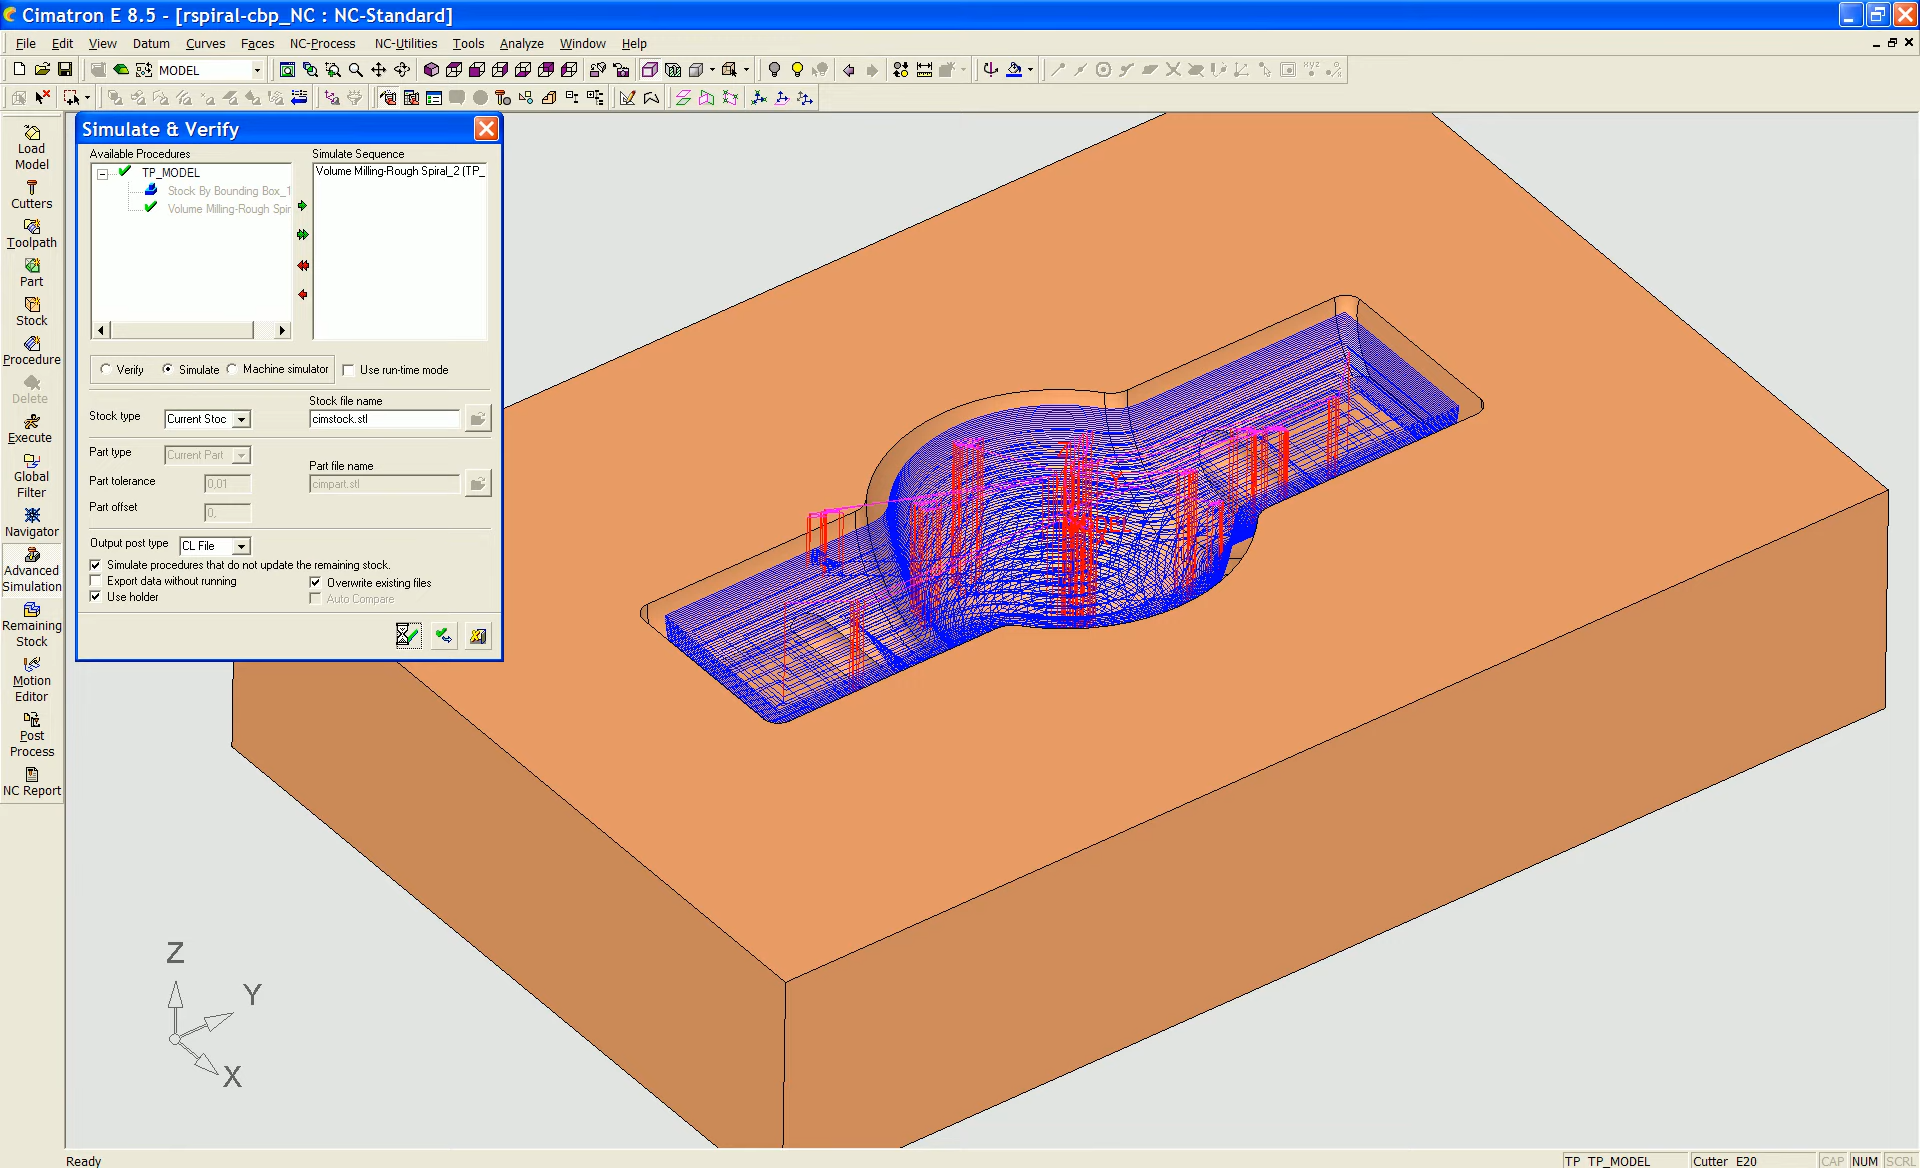 Cimatron E 8.5 - [rspiral-cbp_NC : NC-Standard]
File Edit View Datum Curves Faces NC-Process NC-Utilities Tools Analyze Window Help
MODEL
Load Model
Cutters
Toolpath
Part
Stock
Procedure
Delete
Execute
Global Filter
Navigator
Advanced Simulation
Remaining Stock
Motion Editor
Post Process
NC Report
Simulate & Verify
Available Procedures
Simulate Sequence
TP_MODEL
Stock By Bounding Box_1
Volume Milling-Rough Spir
Volume Milling-Rough Spiral_2 (TP_
Verify Simulate Machine simulator Use run-time mode
Stock type
Current Stoc
Stock file name
cimstock.stl
Part type
Current Part
Part tolerance
0,01
Part file name
cimpart.stl
Part offset
0,
Output post type
CL File
Simulate procedures that do not update the remaining stock.
Export data without running
Overwrite existing files
Use holder
Auto Compare
Z
Y
X
Ready
TP TP_MODEL
Cutter E20
CAP NUM SCRL